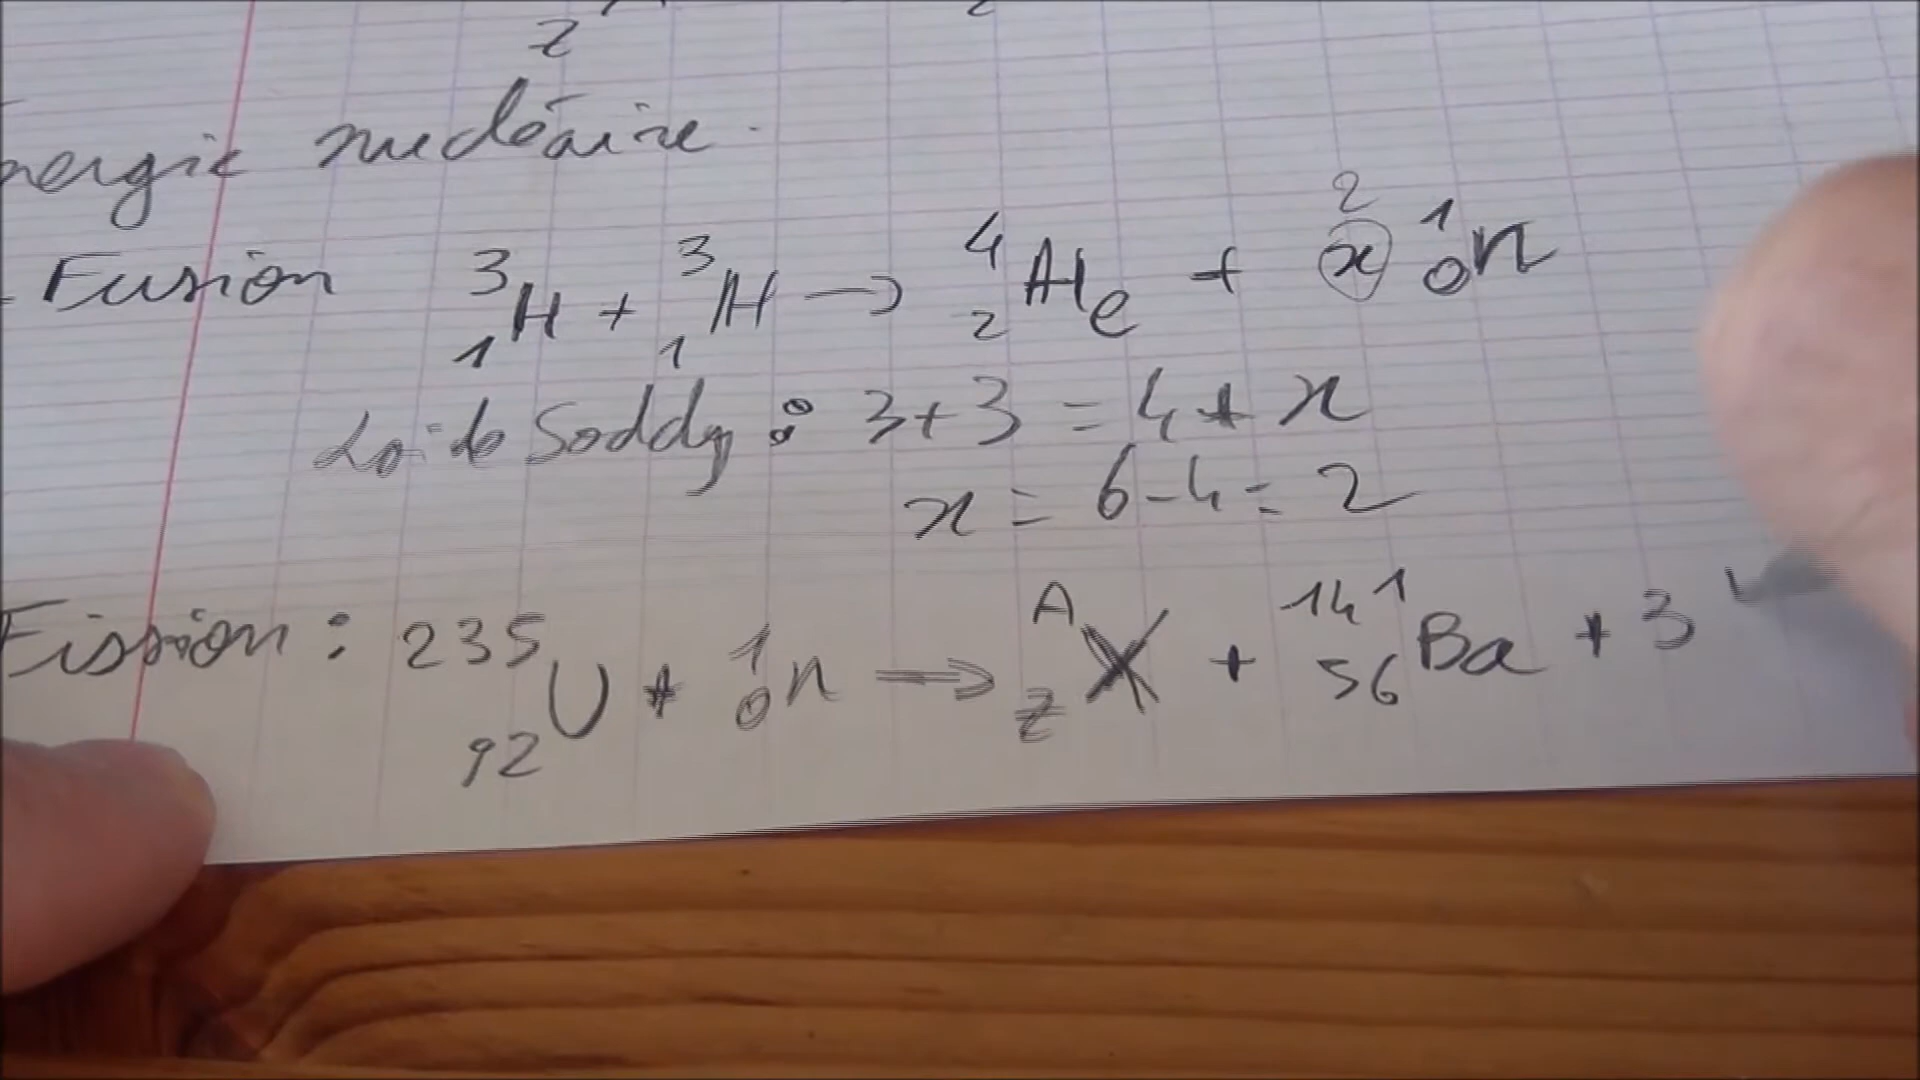 Z
nergie nucléaire.
Fusion ³₁H + ³₁H → ⁴₂He + x ¹₀n 2
Loi de Soddy : 3+3 = 4 + x
x = 6-4 = 2
Fission : ²³⁵₉₂U + ¹₀n → ᴬ_Z X + ¹⁴¹₅₆Ba + 3